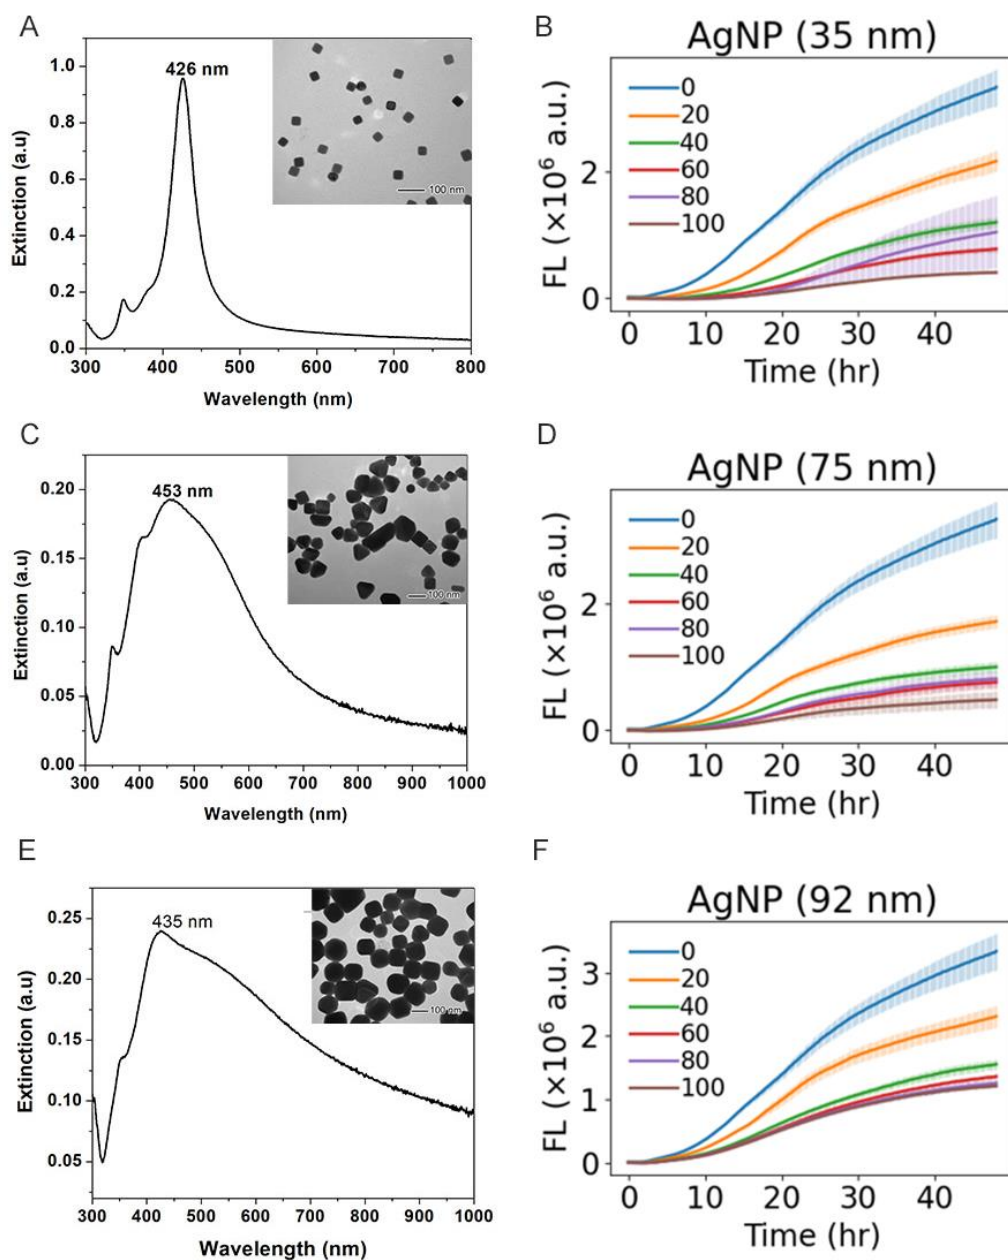 A
426 nm
100 nm
Extinction (a.u)
1.0
0.8
0.6
0.4
0.2
0.0
300 400 500 600 700 800
Wavelength (nm)
B
AgNP (35 nm)
0
20
40
60
80
100
FL (×10⁶ a.u.)
2
0
0 10 20 30 40
Time (hr)
C
453 nm
100 nm
Extinction (a.u)
0.20
0.15
0.10
0.05
0.00
300 400 500 600 700 800 900 1000
Wavelength (nm)
D
AgNP (75 nm)
0
20
40
60
80
100
FL (×10⁶ a.u.)
2
0
0 10 20 30 40
Time (hr)
E
435 nm
100 nm
Extinction (a.u)
0.25
0.20
0.15
0.10
0.05
300 400 500 600 700 800 900 1000
Wavelength (nm)
F
AgNP (92 nm)
0
20
40
60
80
100
FL (×10⁶ a.u.)
3
2
1
0
0 10 20 30 40
Time (hr)